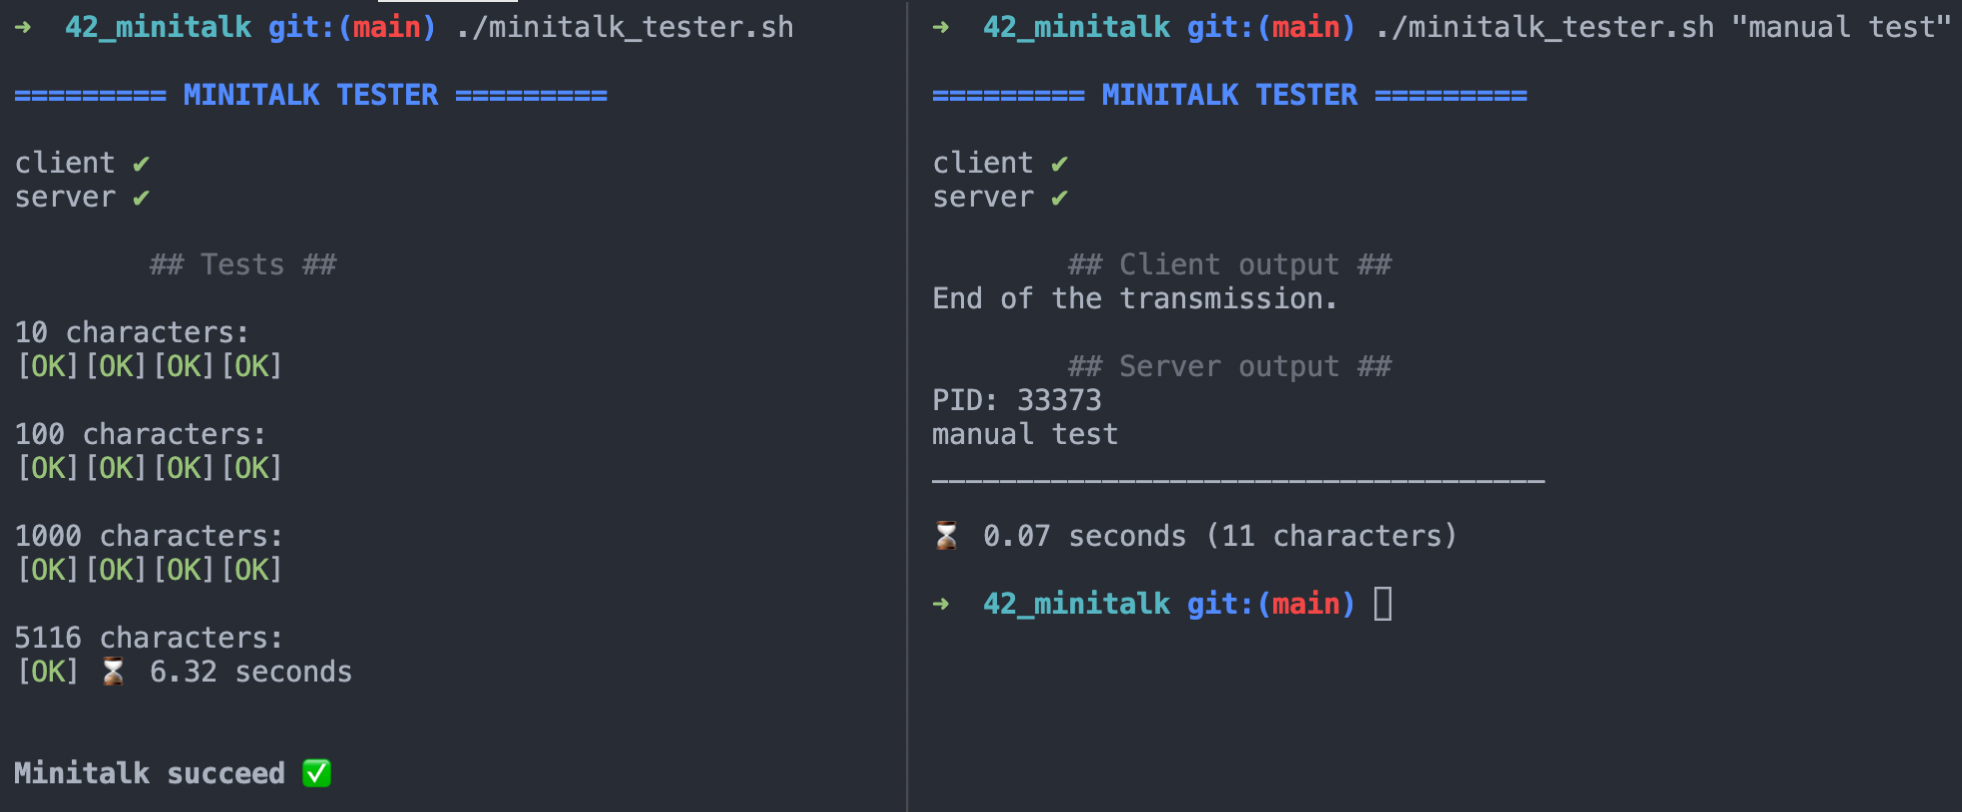 ➜ 42_minitalk git:(main) ./minitalk_tester.sh
========= MINITALK TESTER =========
client ✔
server ✔
## Tests ##
10 characters:
[OK][OK][OK][OK]
100 characters:
[OK][OK][OK][OK]
1000 characters:
[OK][OK][OK][OK]
5116 characters:
[OK] ⏳ 6.32 seconds
Minitalk succeed ✅
➜ 42_minitalk git:(main) ./minitalk_tester.sh "manual test"
========= MINITALK TESTER =========
client ✔
server ✔
## Client output ##
End of the transmission.
## Server output ##
PID: 33373
manual test
____________________________________
⏳ 0.07 seconds (11 characters)
➜ 42_minitalk git:(main)